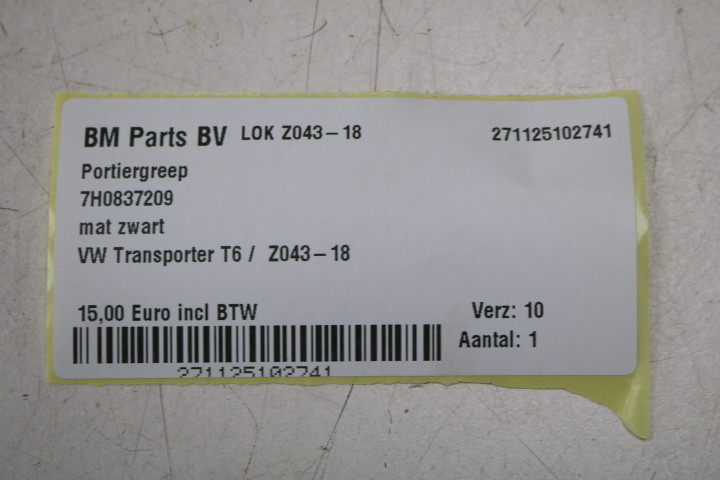 BM Parts BV LOK Z043-18 271125102741
Portiergreep
7H0837209
mat zwart
VW Transporter T6 / Z043-18
15,00 Euro incl BTW Verz: 10
Aantal: 1
271125102741